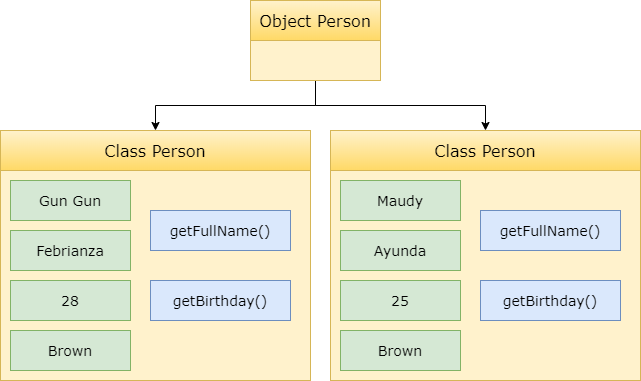 Object Person
Class Person
Gun Gun
Febrianza
28
Brown
getFullName()
getBirthday()
Class Person
Maudy
Ayunda
25
Brown
getFullName()
getBirthday()